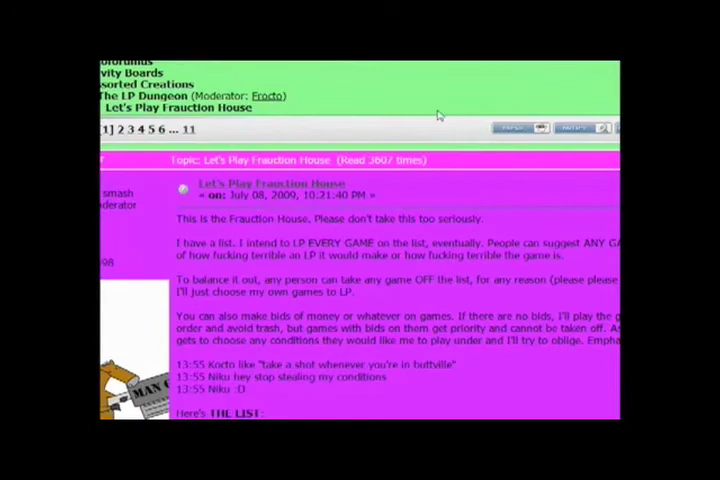 vity Boards
ssorted Creations
The LP Dungeon (Moderator: Frocto)
Let's Play Frauction House
[1] 2 3 4 5 6 ... 11
Topic: Let's Play Frauction House (Read 3607 times)
Let's Play Frauction House
« on: July 08, 2009, 10:21:40 PM »
smash
derator
98
This is the Frauction House. Please don't take this too seriously.
I have a list. I intend to LP EVERY GAME on the list, eventually. People can suggest ANY GA
of how fucking terrible an LP it would make or how fucking terrible the game is.
To balance it out, any person can take any game OFF the list, for any reason (please please
I'll just choose my own games to LP.
You can also make bids of money or whatever on games. If there are no bids, I'll play the g
order and avoid trash, but games with bids on them get priority and cannot be taken off. As
gets to choose any conditions they would like me to play under and I'll try to oblige. Empha
13:55 Kocto like "take a shot whenever you're in buttville"
13:55 Niku hey stop stealing my conditions
13:55 Niku :D
MAN
Here's THE LIST: